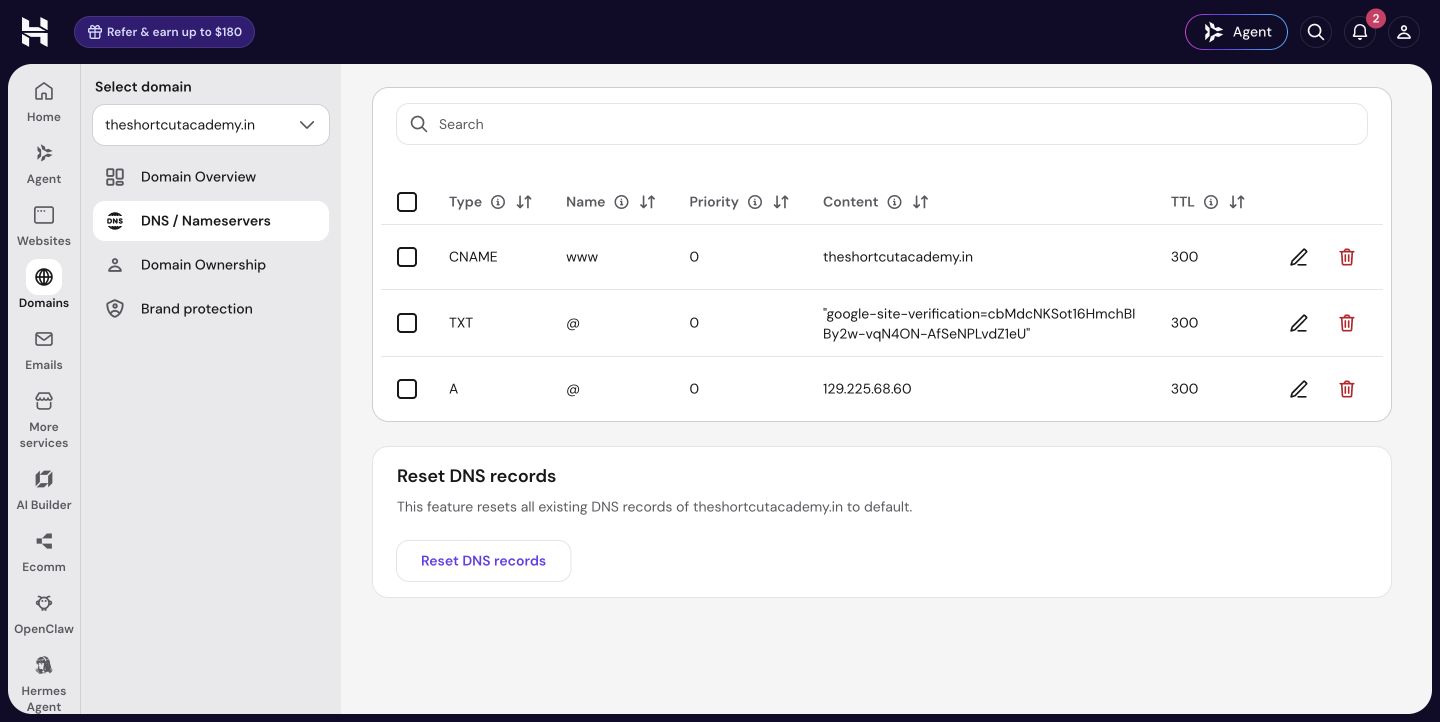 Refer & earn up to $180
Agent
2
Home
Agent
Websites
Domains
Emails
More
services
AI Builder
Ecomm
OpenClaw
Hermes
Agent
Select domain
theshortcutacademy.in
Domain Overview
DNS DNS / Nameservers
Domain Ownership
Brand protection
Search
Type Name Priority Content TTL
CNAME www 0 theshortcutacademy.in 300
TXT @ 0 "google-site-verification=cbMdcNKSot16HmchBl
By2w-vqN4ON-AfSeNPLvdZ1eU" 300
A @ 0 129.225.68.60 300
Reset DNS records
This feature resets all existing DNS records of theshortcutacademy.in to default.
Reset DNS records